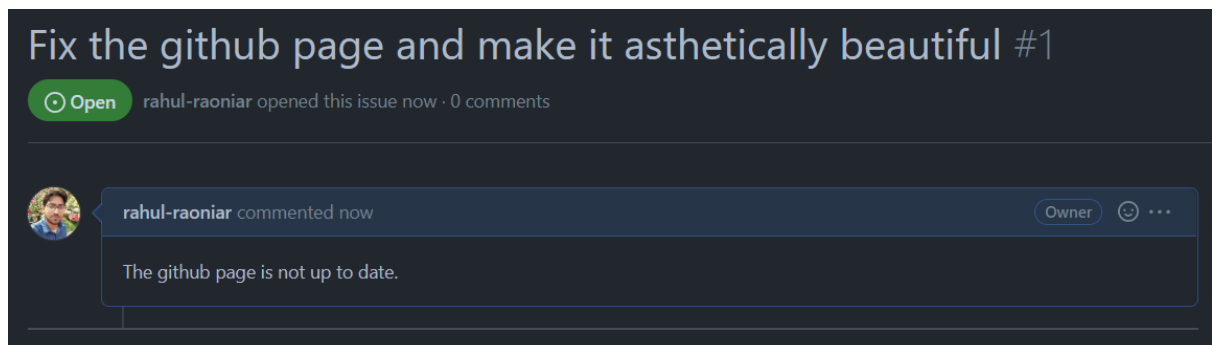 Fix the github page and make it asthetically beautiful #1
Open rahul-raoniar opened this issue now · 0 comments
rahul-raoniar commented now Owner
The github page is not up to date.